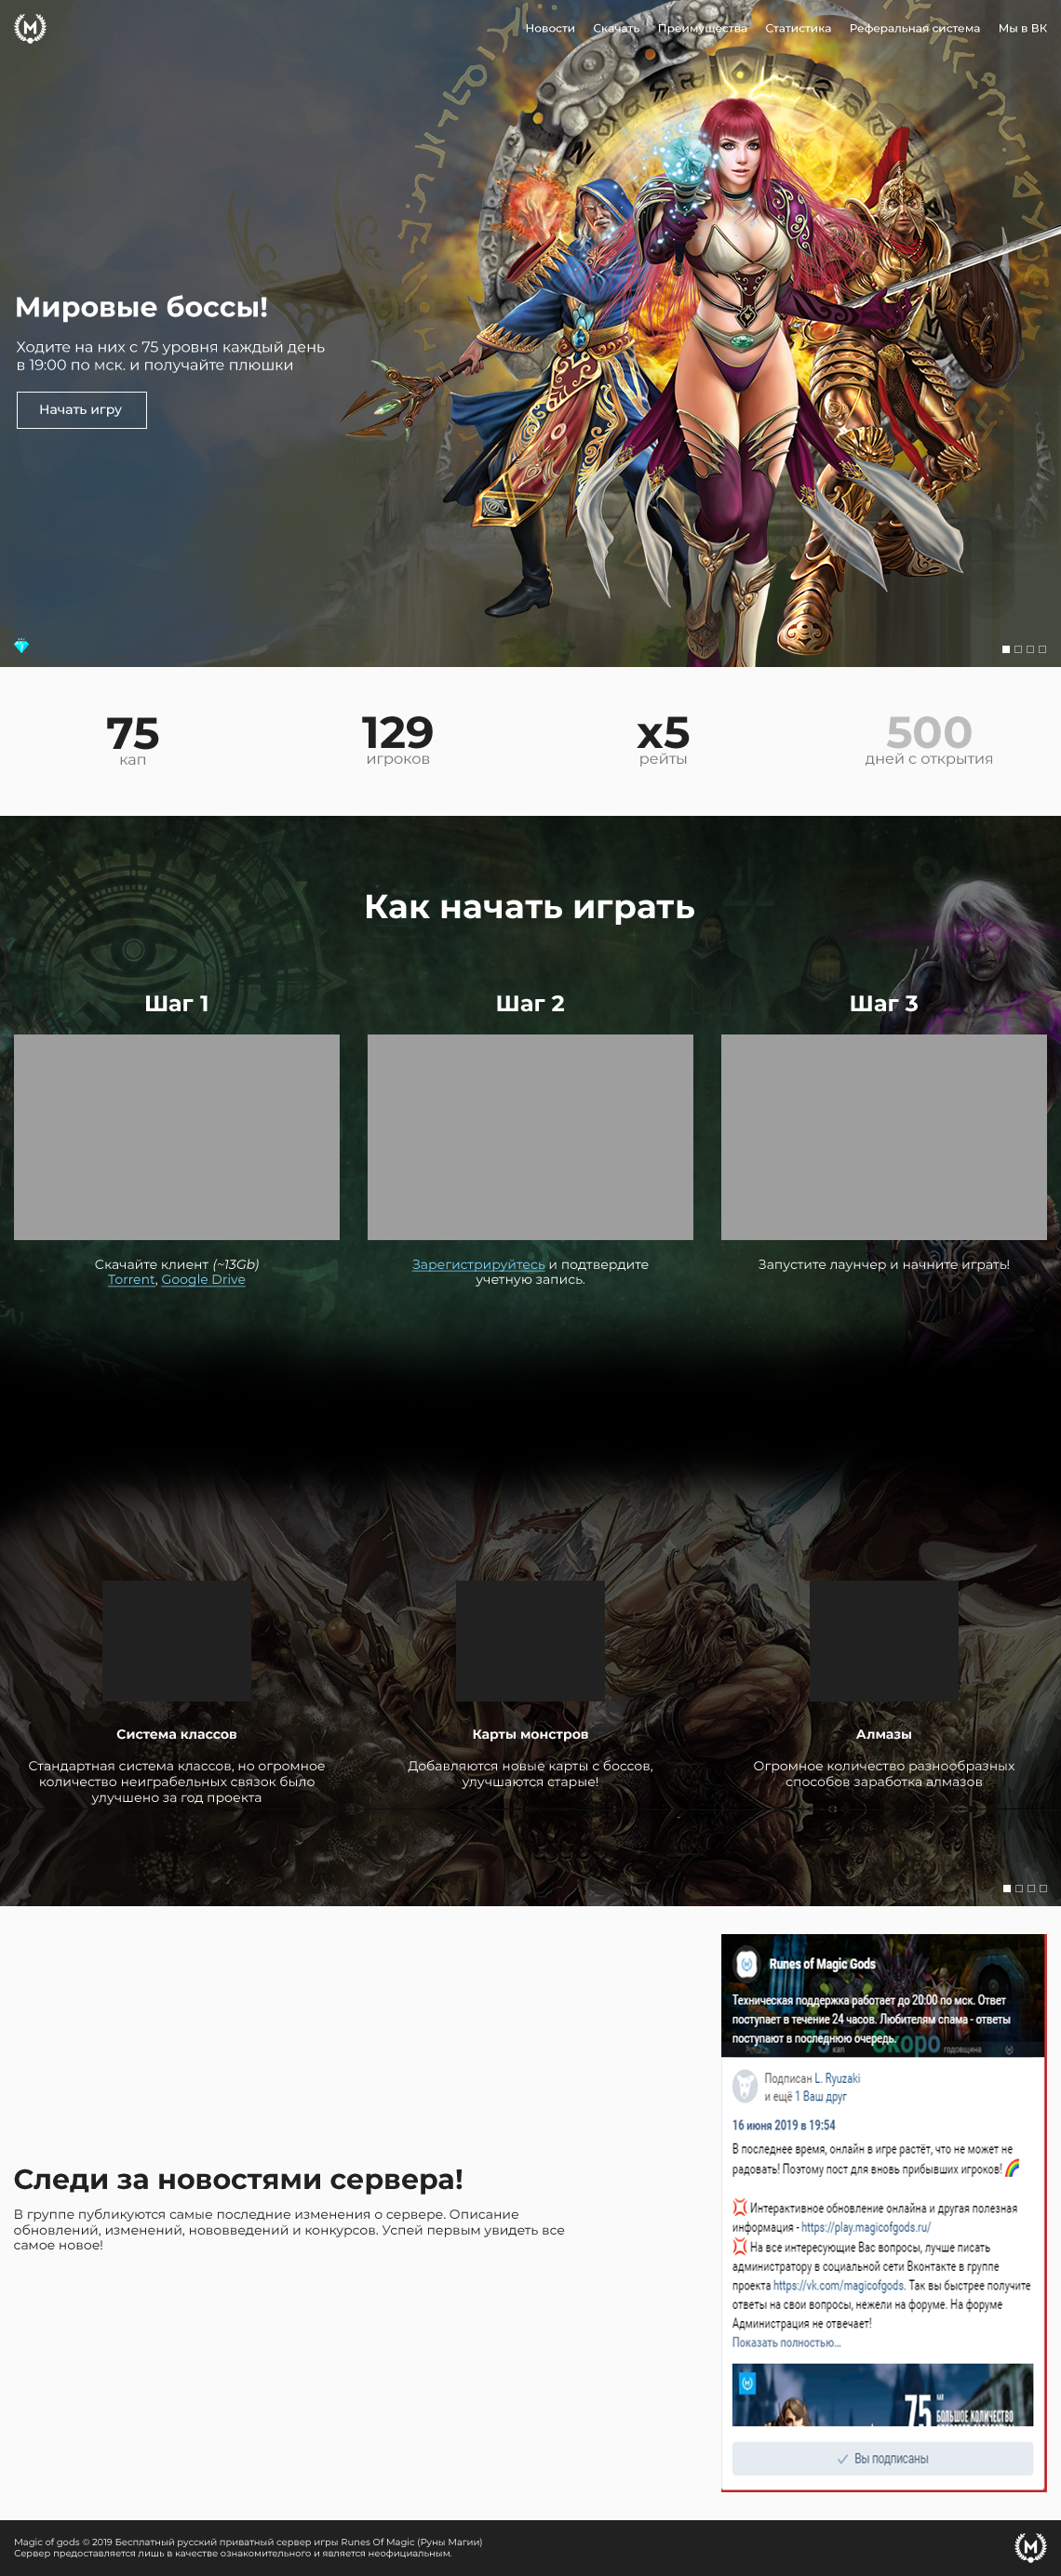 Новости Скачать Преимущества Статистика Реферальная система Мы в ВК
Мировые боссы!
Ходите на них с 75 уровня каждый день
в 19:00 по мск. и получайте плюшки
Начать игру
75
кап
129
игроков
x5
рейты
500
дней с открытия
Как начать играть
Шаг 1
Скачайте клиент (~13Gb)
Torrent, Google Drive
Шаг 2
Зарегистрируйтесь и подтвердите
учетную запись.
Шаг 3
Запустите лаунчер и начните играть!
Система классов
Стандартная система классов, но огромное
количество неиграбельных связок было
улучшено за год проекта
Карты монстров
Добавляются новые карты с боссов,
улучшаются старые!
Алмазы
Огромное количество разнообразных
способов заработка алмазов
Следи за новостями сервера!
В группе публикуются самые последние изменения о сервере. Описание
обновлений, изменений, нововведений и конкурсов. Успей первым увидеть все
самое новое!
Runes of Magic Gods
Техническая поддержка работает до 20:00 по мск. Ответ
поступает в течение 24 часов. Любителям спама - ответы
поступают в последнюю очередь.
75 кап Скоро годовщина
Подписан L. Ryuzaki
и ещё 1 Ваш друг
16 июня 2019 в 19:54
В последнее время, онлайн в игре растёт, что не может не
радовать! Поэтому пост для вновь прибывших игроков!
Интерактивное обновление онлайна и другая полезная
информация - https://play.magicofgods.ru/
На все интересующие Вас вопросы, лучше писать
администратору в социальной сети Вконтакте в группе
проекта https://vk.com/magicofgods. Так вы быстрее получите
ответы на свои вопросы, нежели на форуме. На форуме
Администрация не отвечает!
Показать полностью...
75 кап
БОЛЬШОЕ КОЛИЧЕСТВО
Вы подписаны
Magic of gods © 2019 Бесплатный русский приватный сервер игры Runes Of Magic (Руны Магии)
Сервер предоставляется лишь в качестве ознакомительного и является неофициальным.